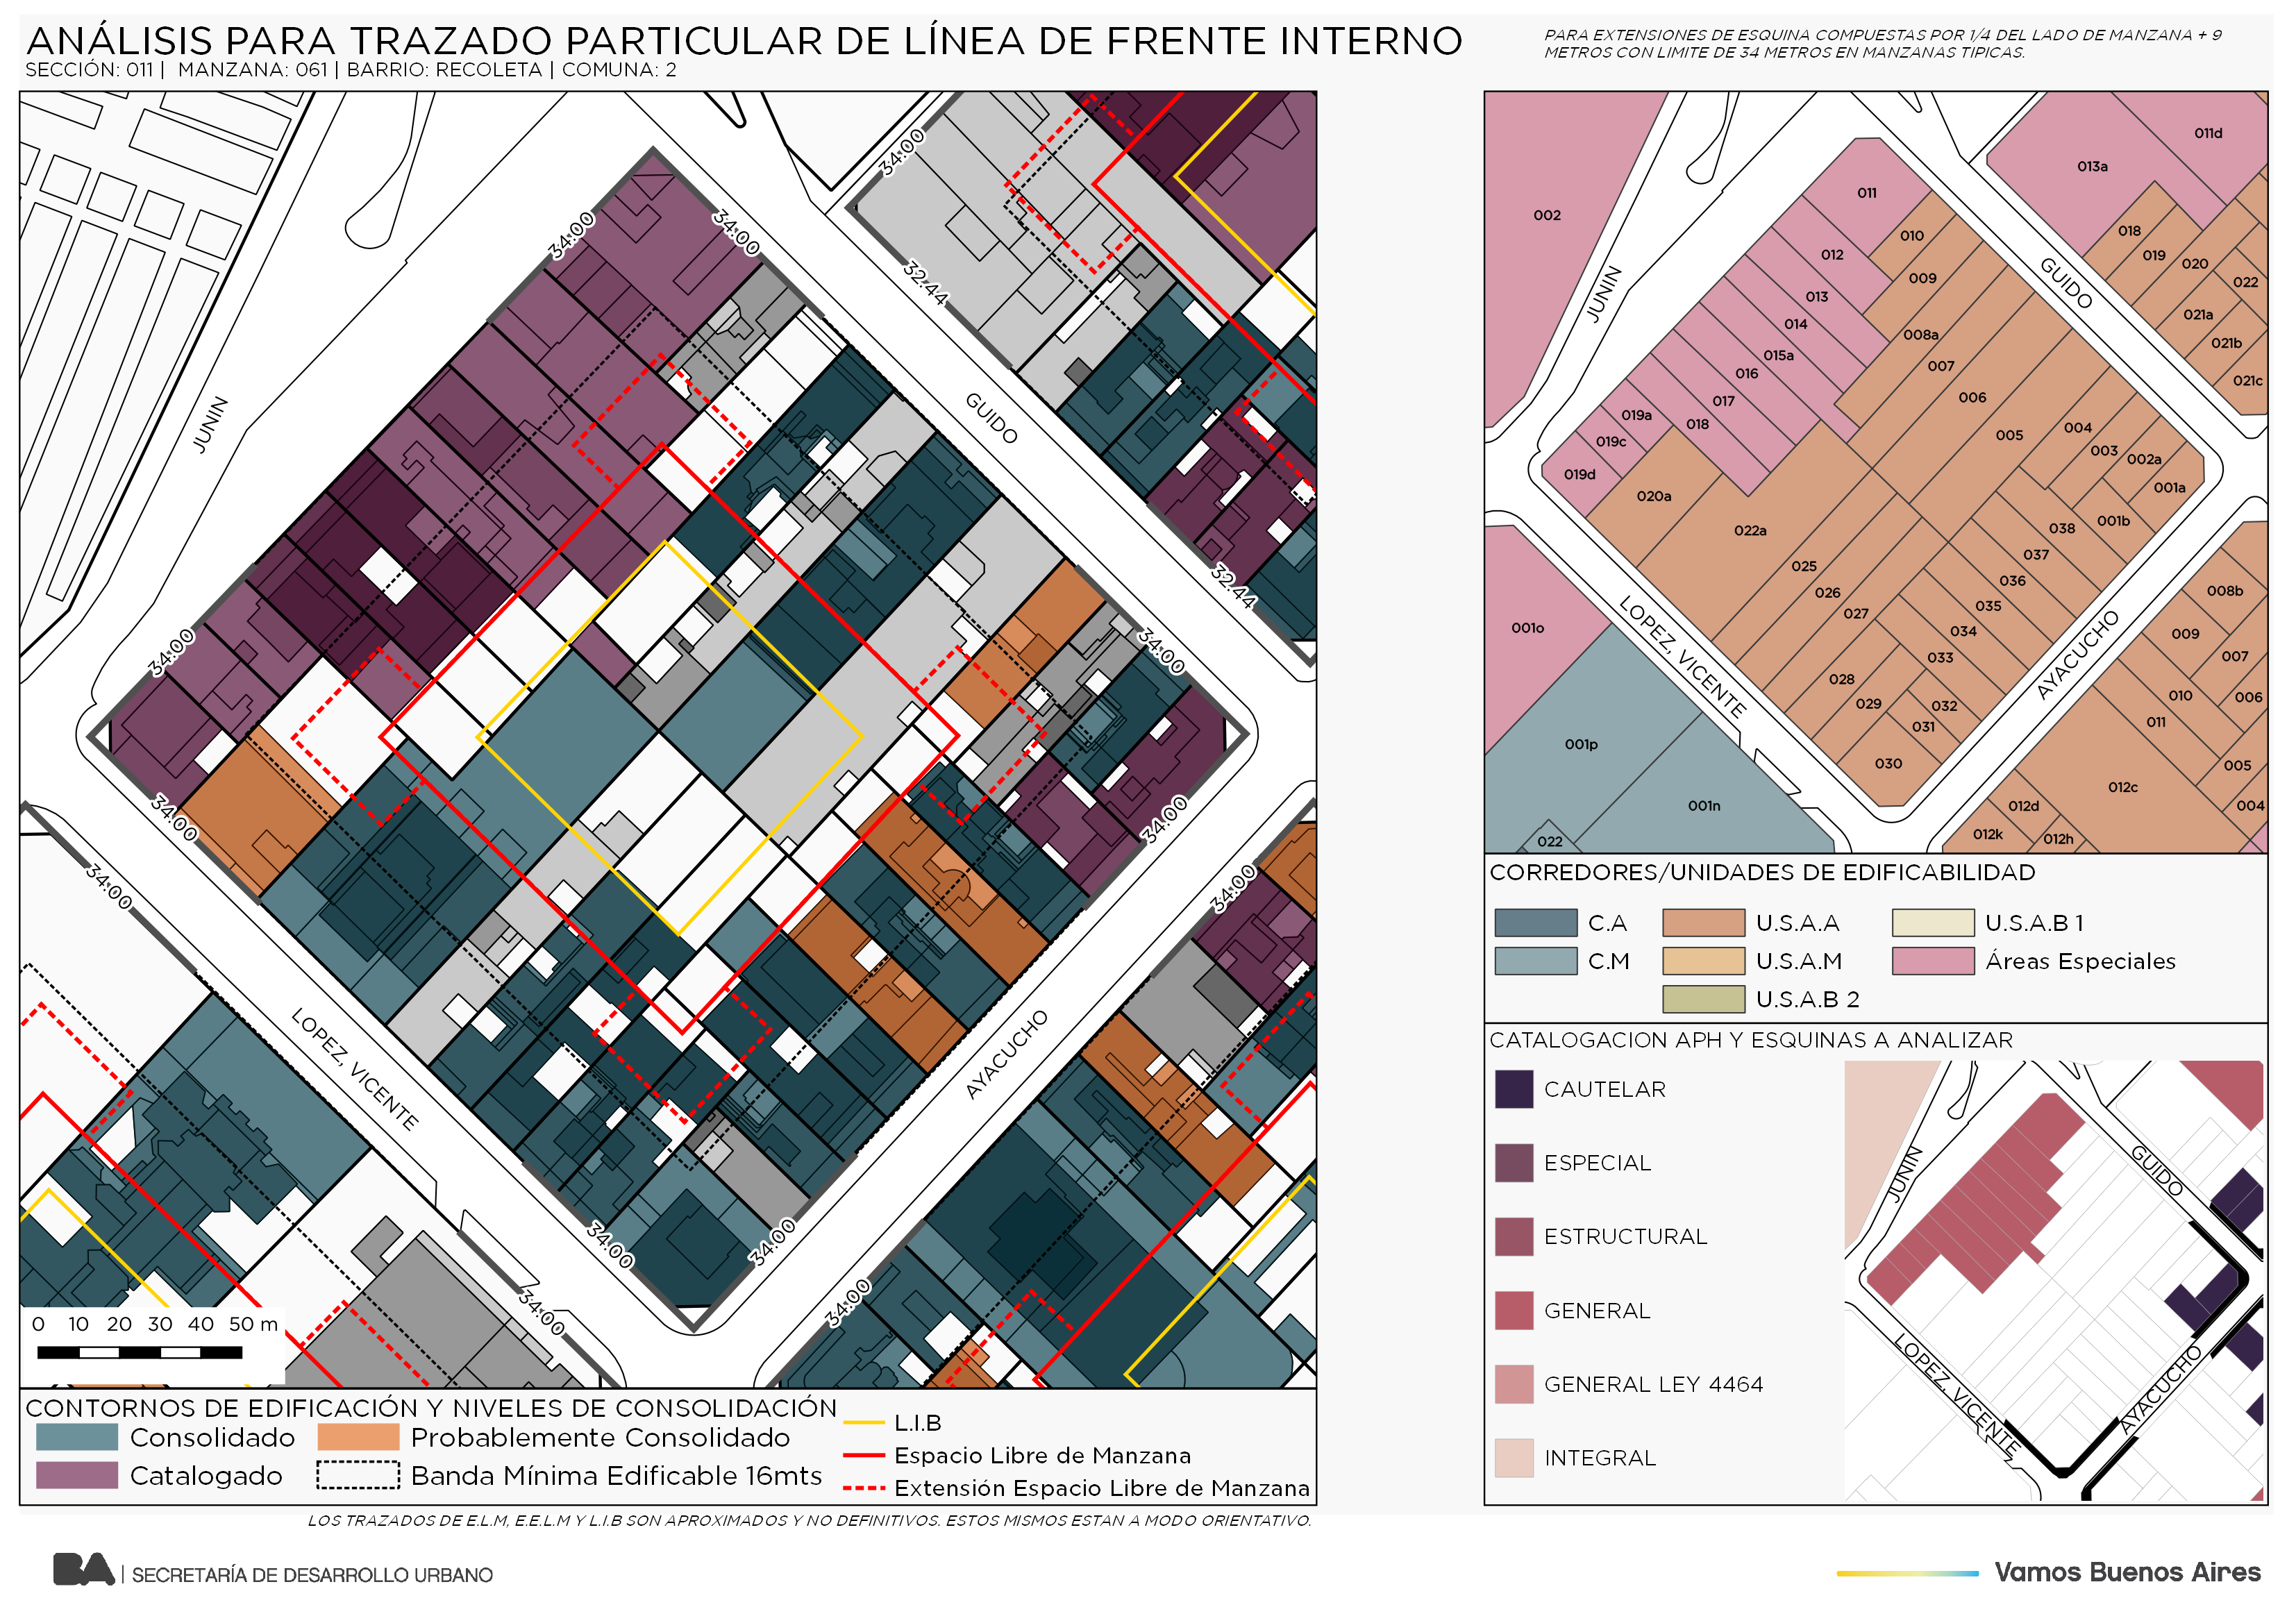 ANÁLISIS PARA TRAZADO PARTICULAR DE LÍNEA DE FRENTE INTERNO
SECCIÓN: 011 | MANZANA: 061 | BARRIO: RECOLETA | COMUNA: 2
PARA EXTENSIONES DE ESQUINA COMPUESTAS POR 1/4 DEL LADO DE MANZANA + 9
METROS CON LIMITE DE 34 METROS EN MANZANAS TIPICAS.
34.00
34.00
34.00
32.44
JUNIN
GUIDO
32.44
34.00
34.00
34.00
34.00
34.00
34.00
LOPEZ, VICENTE
AYACUCHO
34.00
34.00
34.00
34.00
0 10 20 30 40 50 m
CONTORNOS DE EDIFICACIÓN Y NIVELES DE CONSOLIDACIÓN
Consolidado
Probablemente Consolidado
Catalogado
Banda Mínima Edificable 16mts
L.I.B
Espacio Libre de Manzana
Extensión Espacio Libre de Manzana
LOS TRAZADOS DE E.L.M, E.E.L.M Y L.I.B SON APROXIMADOS Y NO DEFINITIVOS. ESTOS MISMOS ESTAN A MODO ORIENTATIVO.
002
011
013a
011d
010
012
009
013
014
008a
015a
007
016
006
017
018
005
019a
019c
019d
020a
022a
004
003
002a
001a
001b
038
037
036
035
034
033
032
031
030
029
028
027
026
025
018
019
020
022
021a
021b
021c
JUNIN
GUIDO
LOPEZ, VICENTE
AYACUCHO
001o
001p
001n
022
008b
009
007
010
006
011
005
012c
004
012d
012k
012h
CORREDORES/UNIDADES DE EDIFICABILIDAD
C.A
U.S.A.A
U.S.A.B 1
C.M
U.S.A.M
Áreas Especiales
U.S.A.B 2
CATALOGACION APH Y ESQUINAS A ANALIZAR
CAUTELAR
ESPECIAL
ESTRUCTURAL
GENERAL
GENERAL LEY 4464
INTEGRAL
JUNIN
GUIDO
LOPEZ, VICENTE
AYACUCHO
BA | SECRETARÍA DE DESARROLLO URBANO
Vamos Buenos Aires